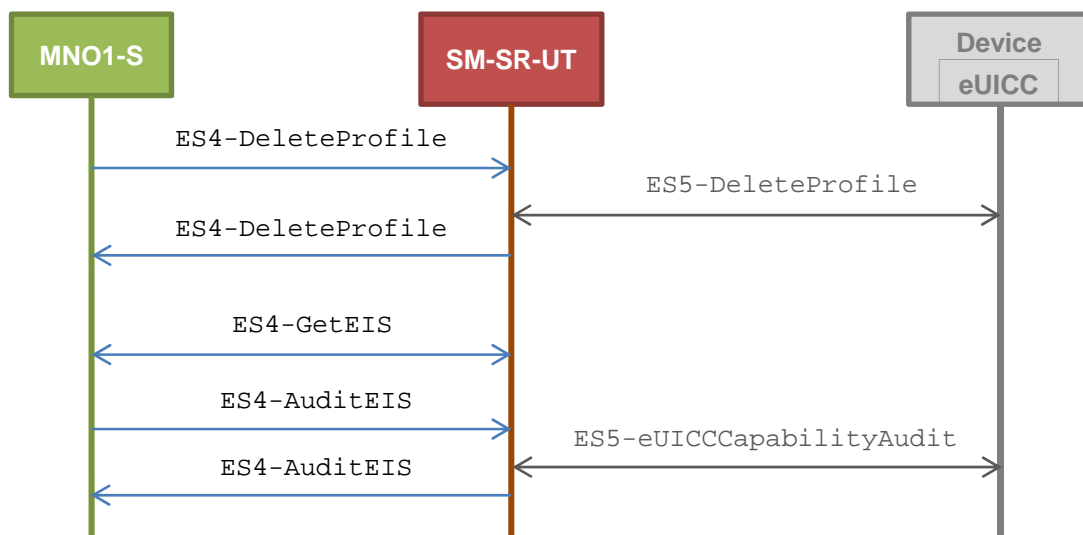 MNO1-S
SM-SR-UT
Device
eUICC
ES4-DeleteProfile
ES5-DeleteProfile
ES4-DeleteProfile
ES4-GetEIS
ES4-AuditEIS
ES5-eUICCCapabilityAudit
ES4-AuditEIS